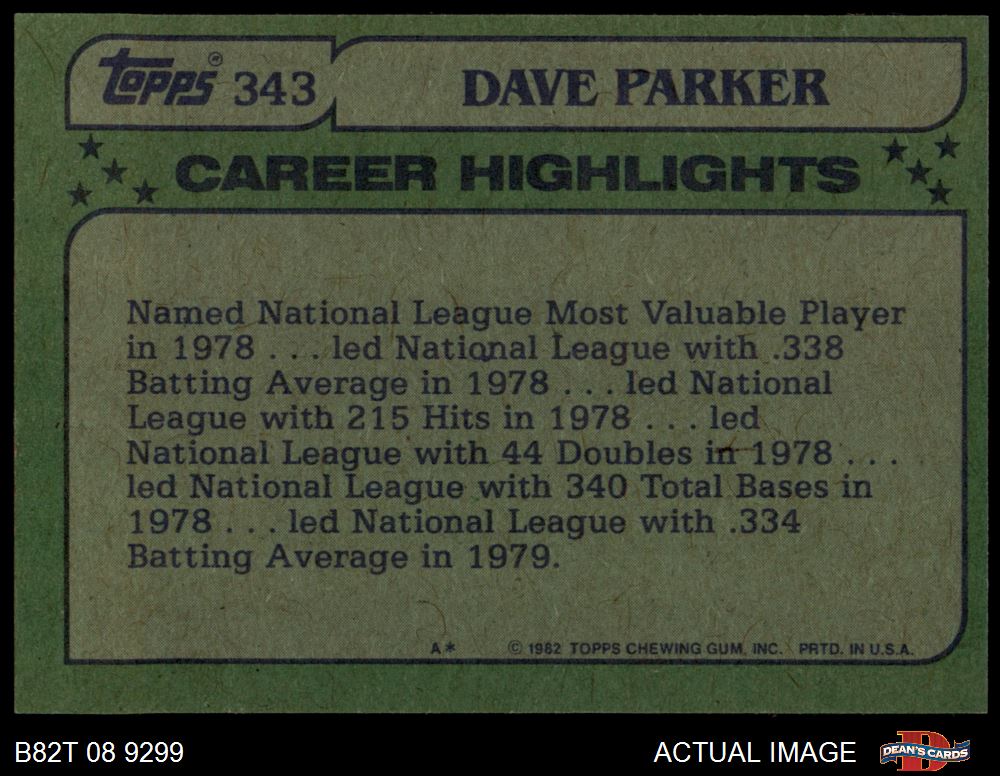 Topps® 343 DAVE PARKER
CAREER HIGHLIGHTS
Named National League Most Valuable Player
in 1978 . . . led National League with .338
Batting Average in 1978 . . . led National
League with 215 Hits in 1978 . . . led
National League with 44 Doubles in 1978 . . .
led National League with 340 Total Bases in
1978 . . . led National League with .334
Batting Average in 1979.
A* © 1982 TOPPS CHEWING GUM, INC. PRTD. IN U.S.A.
B82T 08 9299 ACTUAL IMAGE D DEAN'S CARDS